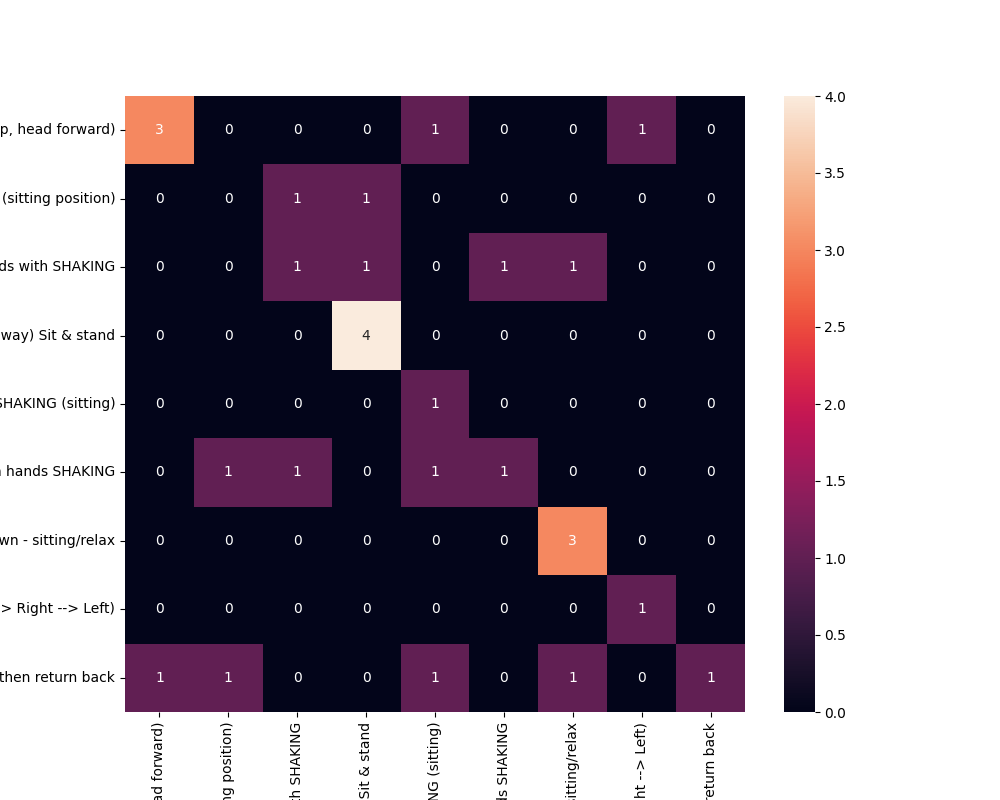 p, head forward) 3 0 0 0 1 0 0 1 0
(sitting position) 0 0 1 1 0 0 0 0 0
ds with SHAKING 0 0 1 1 0 1 1 0 0
way) Sit & stand 0 0 0 4 0 0 0 0 0
SHAKING (sitting) 0 0 0 0 1 0 0 0 0
hands SHAKING 0 1 1 0 1 1 0 0 0
wn - sitting/relax 0 0 0 0 0 0 3 0 0
> Right --> Left) 0 0 0 0 0 0 0 1 0
then return back 1 1 0 0 1 0 1 0 1
ad forward)
ng position)
th SHAKING
Sit & stand
NG (sitting)
ds SHAKING
sitting/relax
ht --> Left)
return back
4.0
3.5
3.0
2.5
2.0
1.5
1.0
0.5
0.0